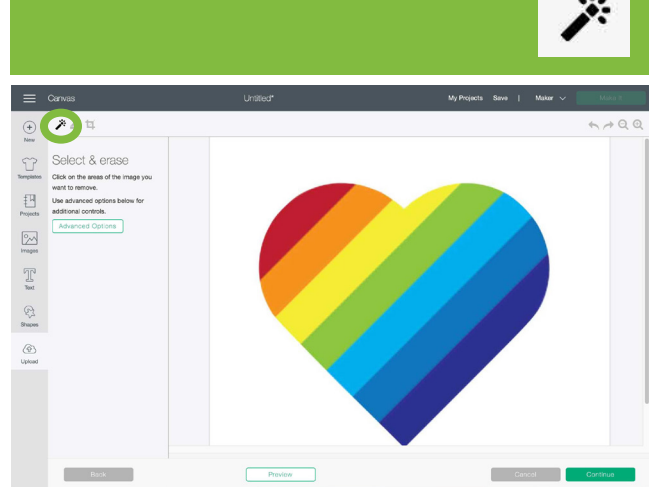 Canvas
Untitled*
My Projects Save | Maker
Make It
New
Templates
Projects
Images
Text
Shapes
Upload
Select & erase
Click on the areas of the image you
want to remove.
Use advanced options below for
additional controls.
Advanced Options
Back
Preview
Cancel
Continue